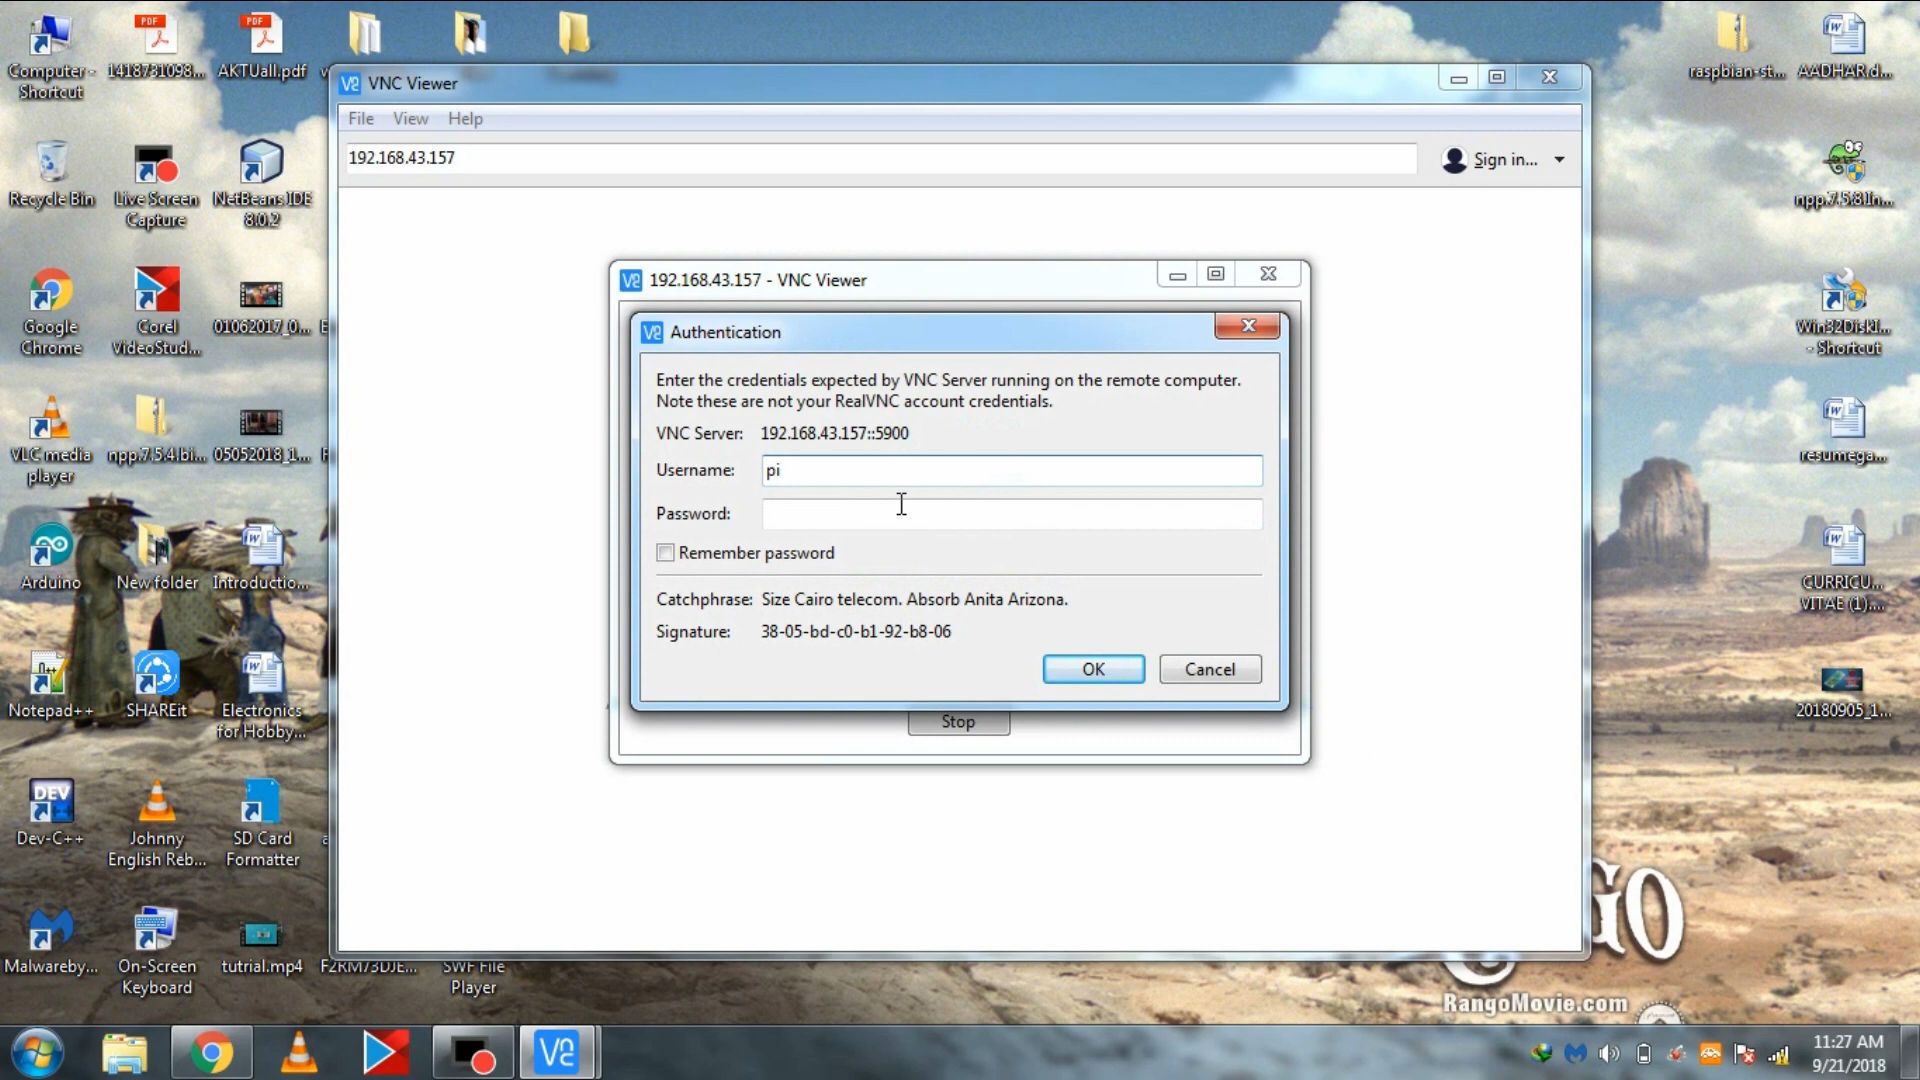 Computer -
Shortcut
1418731098...
AKTUall.pdf
raspbian-st...
AADHAR.d...
VNC Viewer
File View Help
192.168.43.157
Sign in...
Recycle Bin
Live Screen
Capture
NetBeans IDE
8.0.2
npp.7.5.8.In...
192.168.43.157 - VNC Viewer
Authentication
Enter the credentials expected by VNC Server running on the remote computer.
Note these are not your RealVNC account credentials.
VNC Server: 192.168.43.157::5900
Username: pi
Password:
Remember password
Catchphrase: Size Cairo telecom. Absorb Anita Arizona.
Signature: 38-05-bd-c0-b1-92-b8-06
OK Cancel
Stop
Google
Chrome
Corel
VideoStud...
01062017_0...
Win32DiskI...
- Shortcut
VLC media
player
npp.7.5.4.bi...
05052018_1...
resumega...
Arduino
New folder
Introductio...
CURRICU...
VITAE (1)....
Notepad++
SHAREit
Electronics
for Hobby...
20180905_1...
DEV
Dev-C++
Johnny
English Reb...
SD Card
Formatter
Malwareby...
On-Screen
Keyboard
tutrial.mp4
F2RM73DJE...
SWF File
Player
RangoMovie.com
11:27 AM
9/21/2018